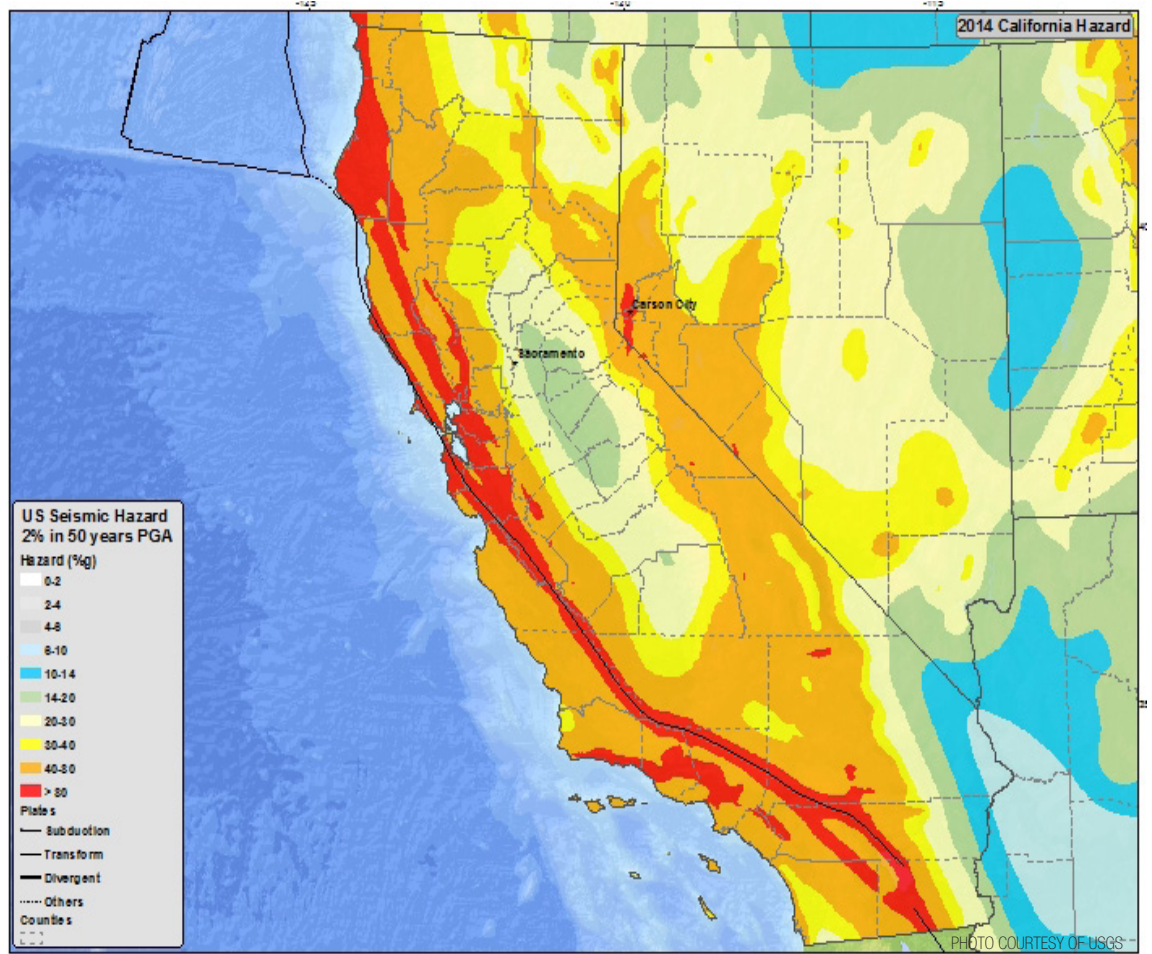 2014 California Hazard
Carson City
Sacramento
US Seismic Hazard
2% in 50 years PGA
Hazard (%g)
0-2
2-4
4-6
6-10
10-14
14-20
20-30
30-40
40-80
> 80
Plates
Subduction
Transform
Divergent
Others
Counties
PHOTO COURTESY OF USGS